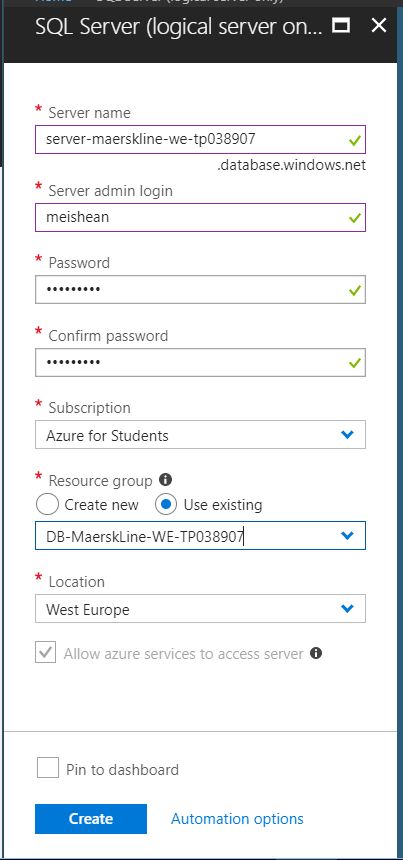 SQL Server (logical server on...
* Server name
server-maerskline-we-tp038907
.database.windows.net
* Server admin login
meishean
* Password
•••••••••
* Confirm password
•••••••••
* Subscription
Azure for Students
* Resource group
Create new Use existing
DB-MaerskLine-WE-TP038907
* Location
West Europe
Allow azure services to access server
Pin to dashboard
Create Automation options